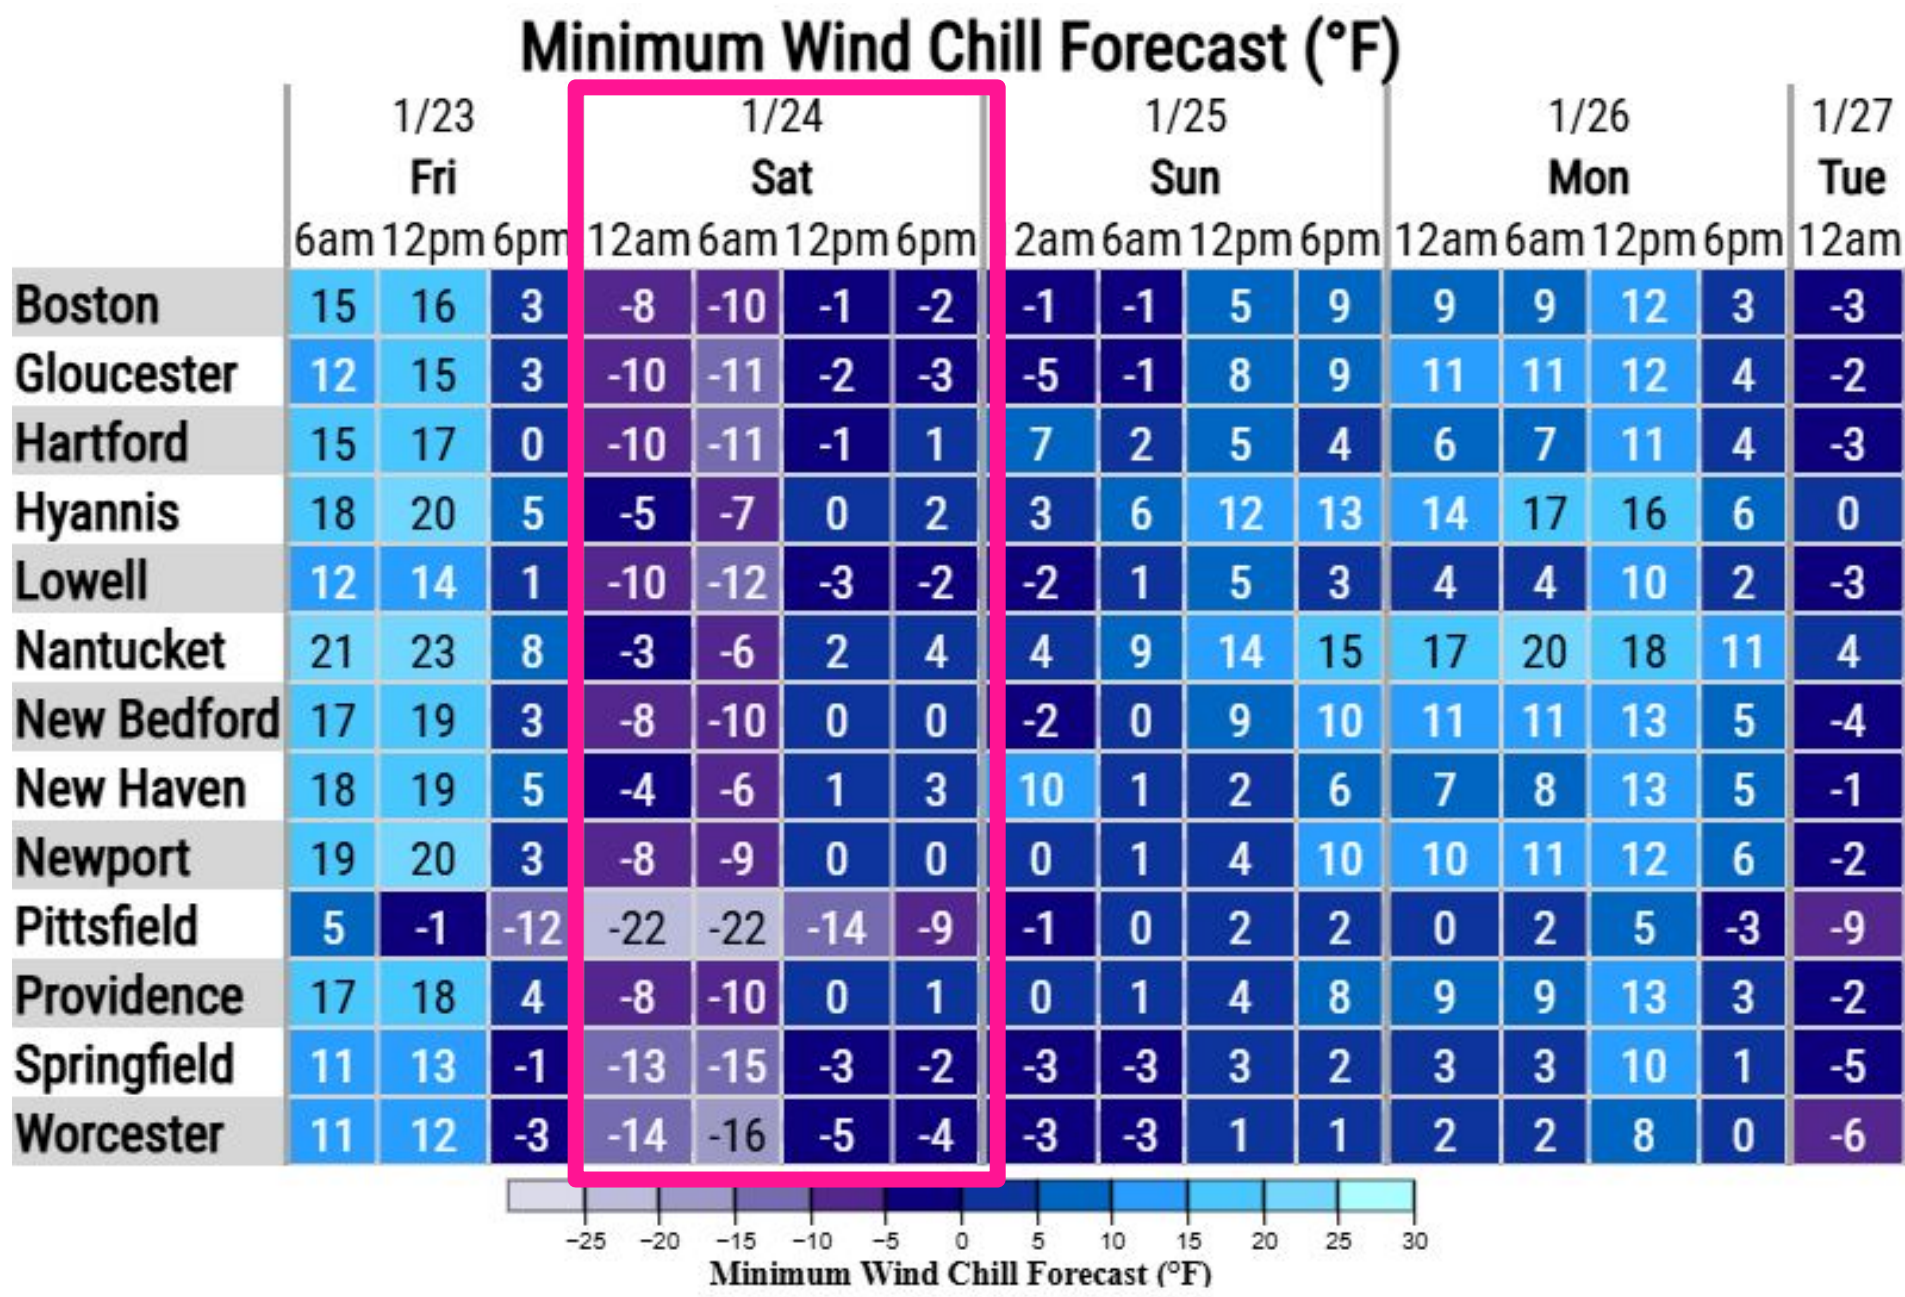 Minimum Wind Chill Forecast (°F)
1/23 1/24 1/25 1/26 1/27
Fri Sat Sun Mon Tue
6am 12pm 6pm 12am 6am 12pm 6pm 2am 6am 12pm 6pm 12am 6am 12pm 6pm 12am
Boston 15 16 3 -8 -10 -1 -2 -1 -1 5 9 9 9 12 3 -3
Gloucester 12 15 3 -10 -11 -2 -3 -5 -1 8 9 11 11 12 4 -2
Hartford 15 17 0 -10 -11 -1 1 7 2 5 4 6 7 11 4 -3
Hyannis 18 20 5 -5 -7 0 2 3 6 12 13 14 17 16 6 0
Lowell 12 14 1 -10 -12 -3 -2 -2 1 5 3 4 4 10 2 -3
Nantucket 21 23 8 -3 -6 2 4 4 9 14 15 17 20 18 11 4
New Bedford 17 19 3 -8 -10 0 0 -2 0 9 10 11 11 13 5 -4
New Haven 18 19 5 -4 -6 1 3 10 1 2 6 7 8 13 5 -1
Newport 19 20 3 -8 -9 0 0 0 1 4 10 10 11 12 6 -2
Pittsfield 5 -1 -12 -22 -22 -14 -9 -1 0 2 2 0 2 5 -3 -9
Providence 17 18 4 -8 -10 0 1 0 1 4 8 9 9 13 3 -2
Springfield 11 13 -1 -13 -15 -3 -2 -3 -3 3 2 3 3 10 1 -5
Worcester 11 12 -3 -14 -16 -5 -4 -3 -3 1 1 2 2 8 0 -6
−25 −20 −15 −10 −5 0 5 10 15 20 25 30
Minimum Wind Chill Forecast (°F)